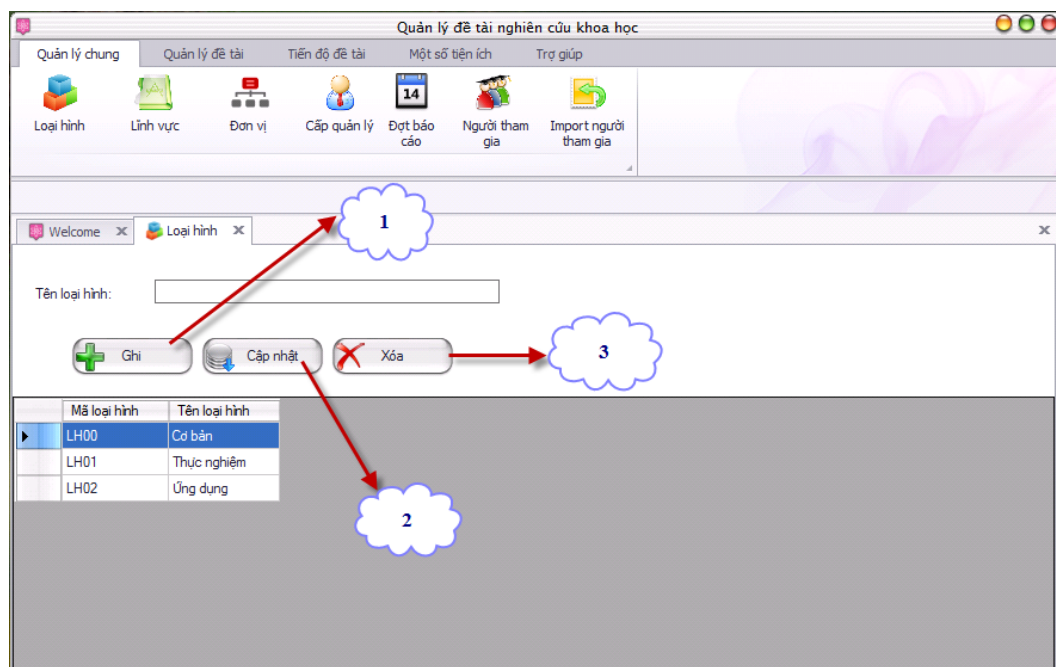 Quản lý đề tài nghiên cứu khoa học
Quản lý chung Quản lý đề tài Tiến độ đề tài Một số tiện ích Trợ giúp
14
Loại hình Lĩnh vực Đơn vị Cấp quản lý Đợt báo cáo Người tham gia Import người tham gia
1
Welcome Loại hình
Tên loại hình:
Ghi Cập nhật Xóa 3
Mã loại hình Tên loại hình
LH00 Cơ bản
LH01 Thực nghiệm
LH02 Ứng dụng
2